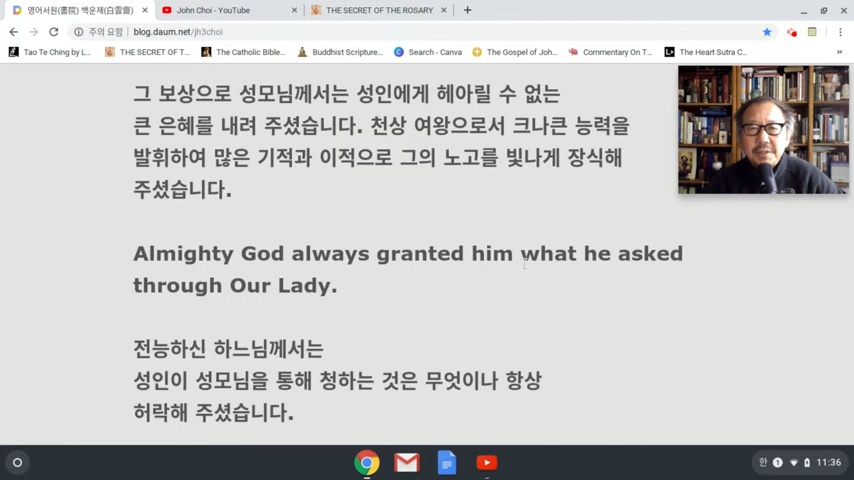 영어서원(書院) 백운재(白雲齋)
John Choi - YouTube
THE SECRET OF THE ROSARY
주의 요함
blog.daum.net/jh3choi
Tao Te Ching by L...
THE SECRET OF T...
The Catholic Bible...
Buddhist Scripture...
Search - Canva
The Gospel of Joh...
Commentary On T...
The Heart Sutra C...
그 보상으로 성모님께서는 성인에게 헤아릴 수 없는
큰 은혜를 내려 주셨습니다. 천상 여왕으로서 크나큰 능력을
발휘하여 많은 기적과 이적으로 그의 노고를 빛나게 장식해
주셨습니다.
Almighty God always granted him what he asked
through Our Lady.
전능하신 하느님께서는
성인이 성모님을 통해 청하는 것은 무엇이나 항상
허락해 주셨습니다.
한
1
11:36